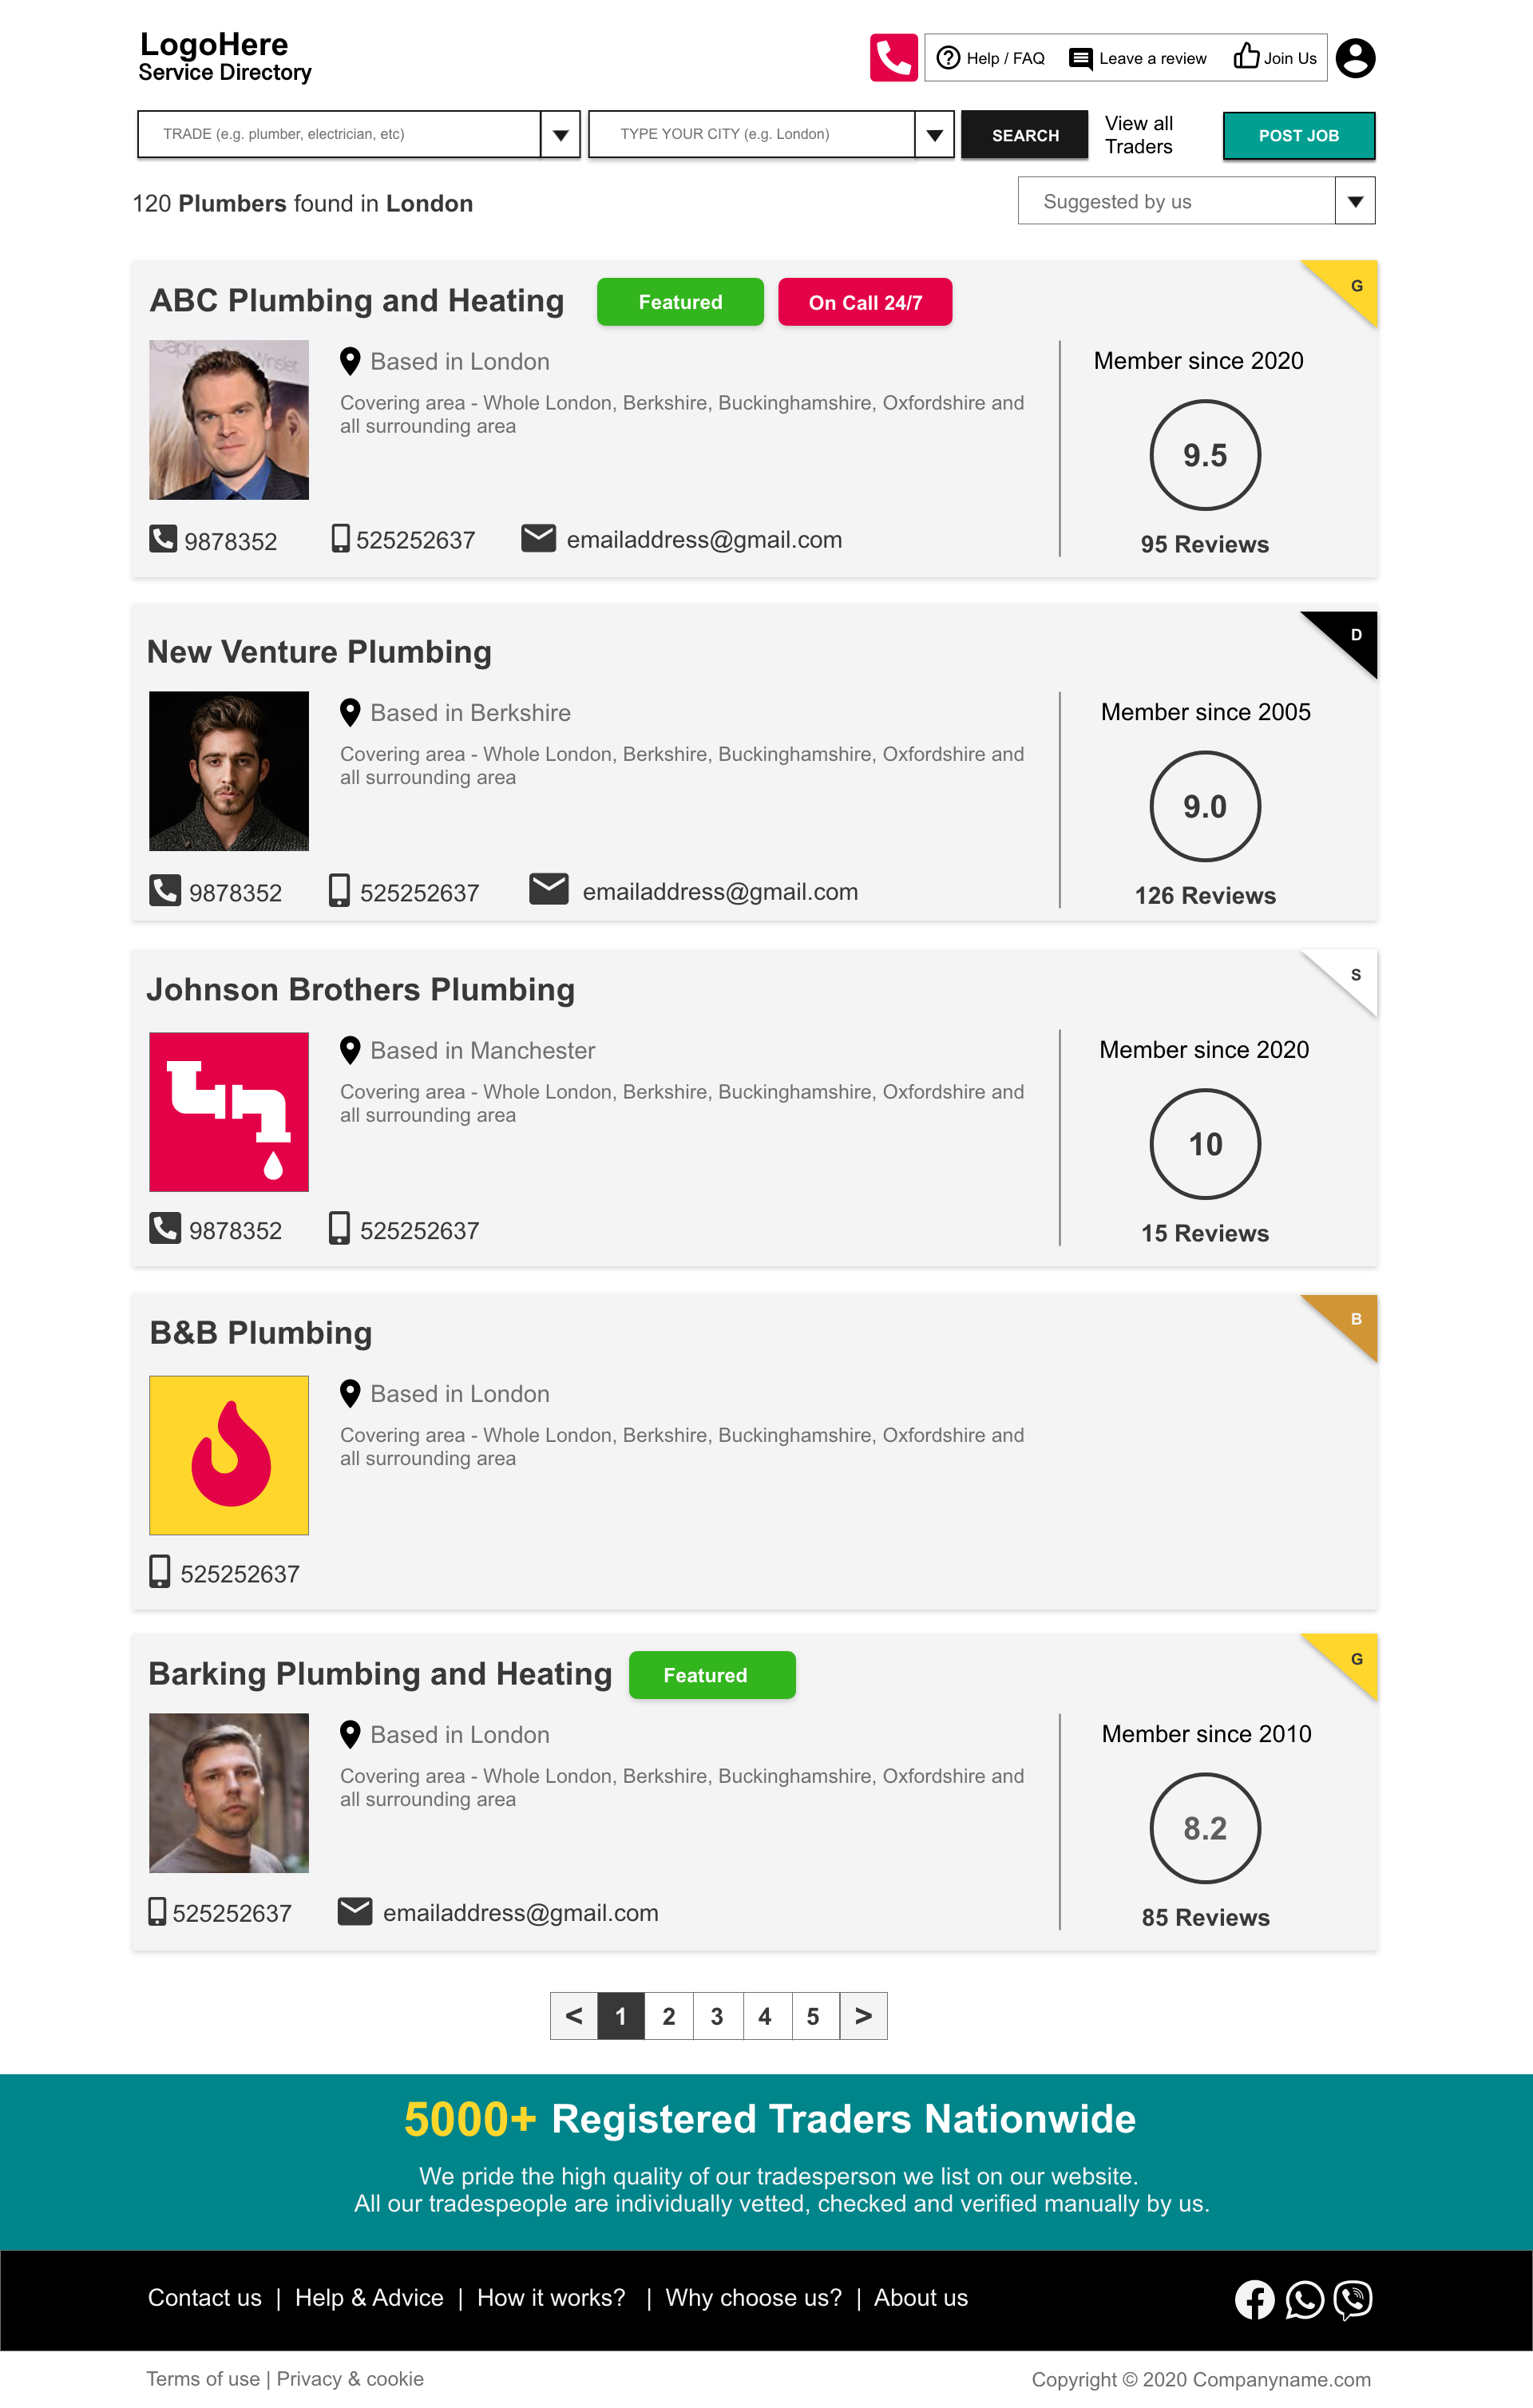 LogoHere
Service Directory
Help / FAQ
Leave a review
Join Us
TRADE (e.g. plumber, electrician, etc)
TYPE YOUR CITY (e.g. London)
SEARCH
View all
Traders
POST JOB
120 Plumbers found in London
Suggested by us
ABC Plumbing and Heating
Featured
On Call 24/7
G
Based in London
Covering area - Whole London, Berkshire, Buckinghamshire, Oxfordshire and
all surrounding area
Member since 2020
9.5
95 Reviews
9878352
525252637
emailaddress@gmail.com
New Venture Plumbing
D
Based in Berkshire
Covering area - Whole London, Berkshire, Buckinghamshire, Oxfordshire and
all surrounding area
Member since 2005
9.0
126 Reviews
9878352
525252637
emailaddress@gmail.com
Johnson Brothers Plumbing
S
Based in Manchester
Covering area - Whole London, Berkshire, Buckinghamshire, Oxfordshire and
all surrounding area
Member since 2020
10
15 Reviews
9878352
525252637
B&B Plumbing
B
Based in London
Covering area - Whole London, Berkshire, Buckinghamshire, Oxfordshire and
all surrounding area
525252637
Barking Plumbing and Heating
Featured
G
Based in London
Covering area - Whole London, Berkshire, Buckinghamshire, Oxfordshire and
all surrounding area
Member since 2010
8.2
85 Reviews
525252637
emailaddress@gmail.com
< 1 2 3 4 5 >
5000+ Registered Traders Nationwide
We pride the high quality of our tradesperson we list on our website.
All our tradespeople are individually vetted, checked and verified manually by us.
Contact us | Help & Advice | How it works? | Why choose us? | About us
Terms of use | Privacy & cookie
Copyright © 2020 Companyname.com